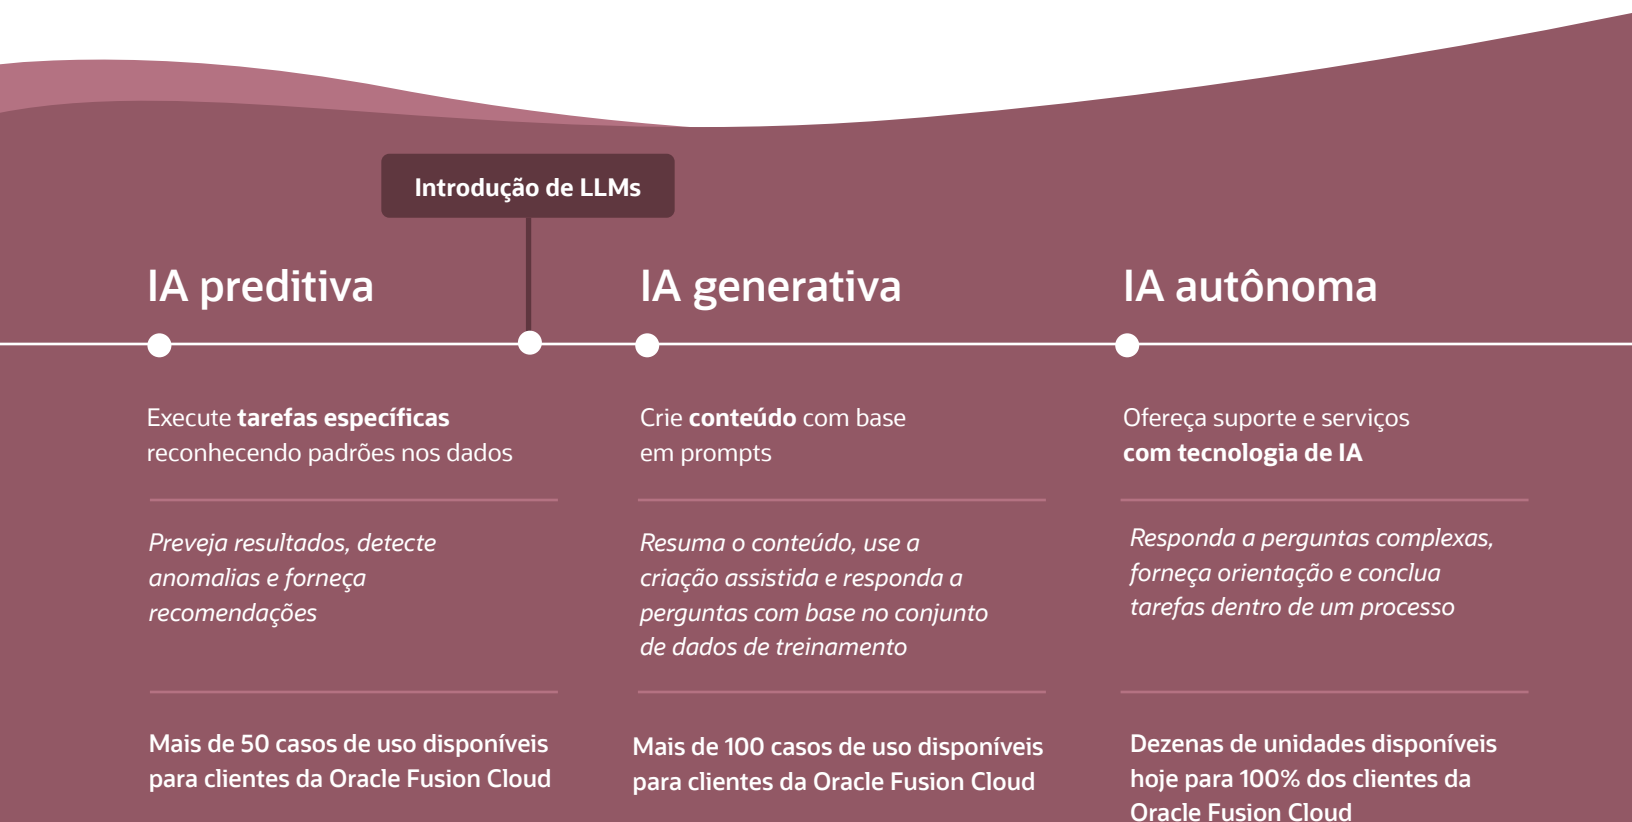 Introdução de LLMs
IA preditiva
Execute tarefas específicas
reconhecendo padrões nos dados
Preveja resultados, detecte
anomalias e forneça
recomendações
Mais de 50 casos de uso disponíveis
para clientes da Oracle Fusion Cloud
IA generativa
Crie conteúdo com base
em prompts
Resuma o conteúdo, use a
criação assistida e responda a
perguntas com base no conjunto
de dados de treinamento
Mais de 100 casos de uso disponíveis
para clientes da Oracle Fusion Cloud
IA autônoma
Ofereça suporte e serviços
com tecnologia de IA
Responda a perguntas complexas,
forneça orientação e conclua
tarefas dentro de um processo
Dezenas de unidades disponíveis
hoje para 100% dos clientes da
Oracle Fusion Cloud